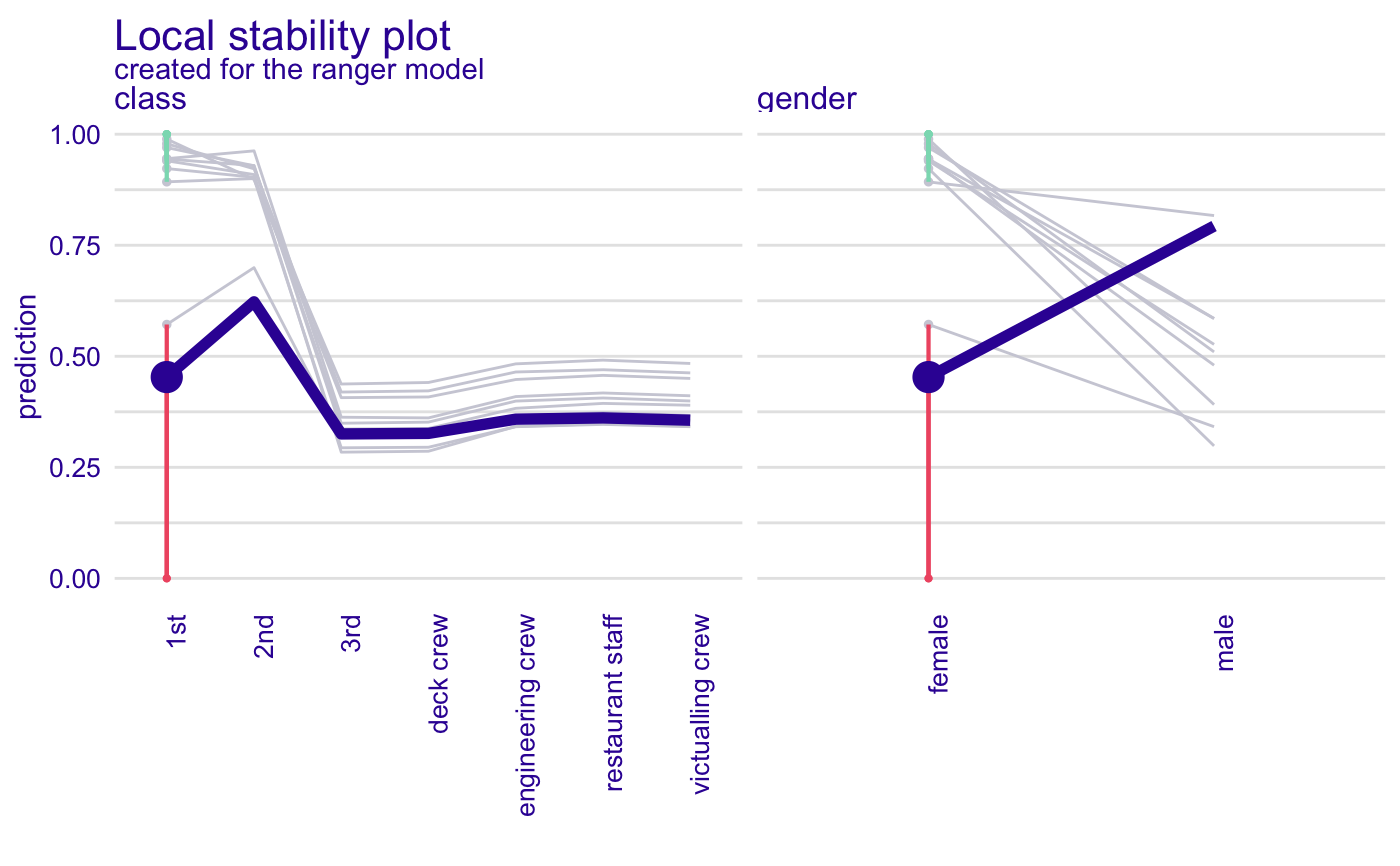 Local stability plot
created for the ranger model
class
gender
1.00
0.75
0.50
0.25
0.00
prediction
1st
2nd
3rd
deck crew
engineering crew
restaurant staff
victualling crew
female
male